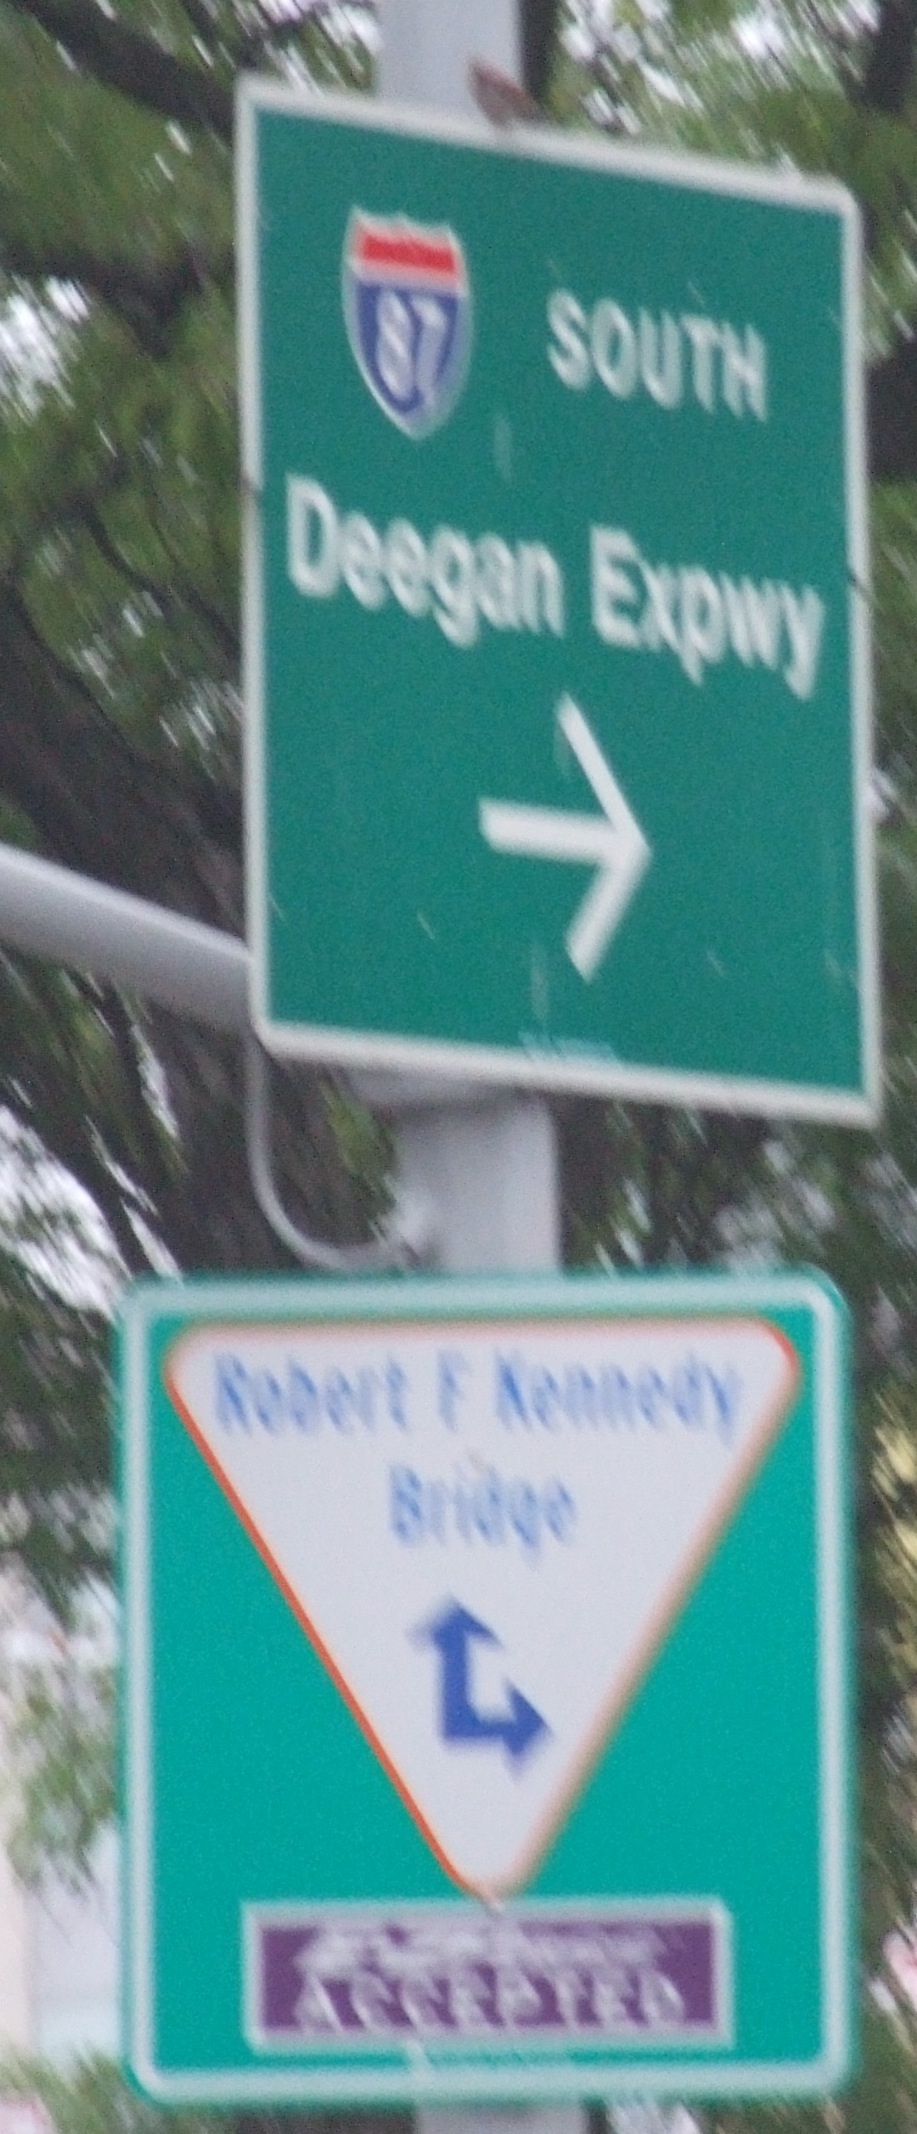 87 SOUTH
Deegan Expwy
Robert F Kennedy
Bridge
ACCEPTED